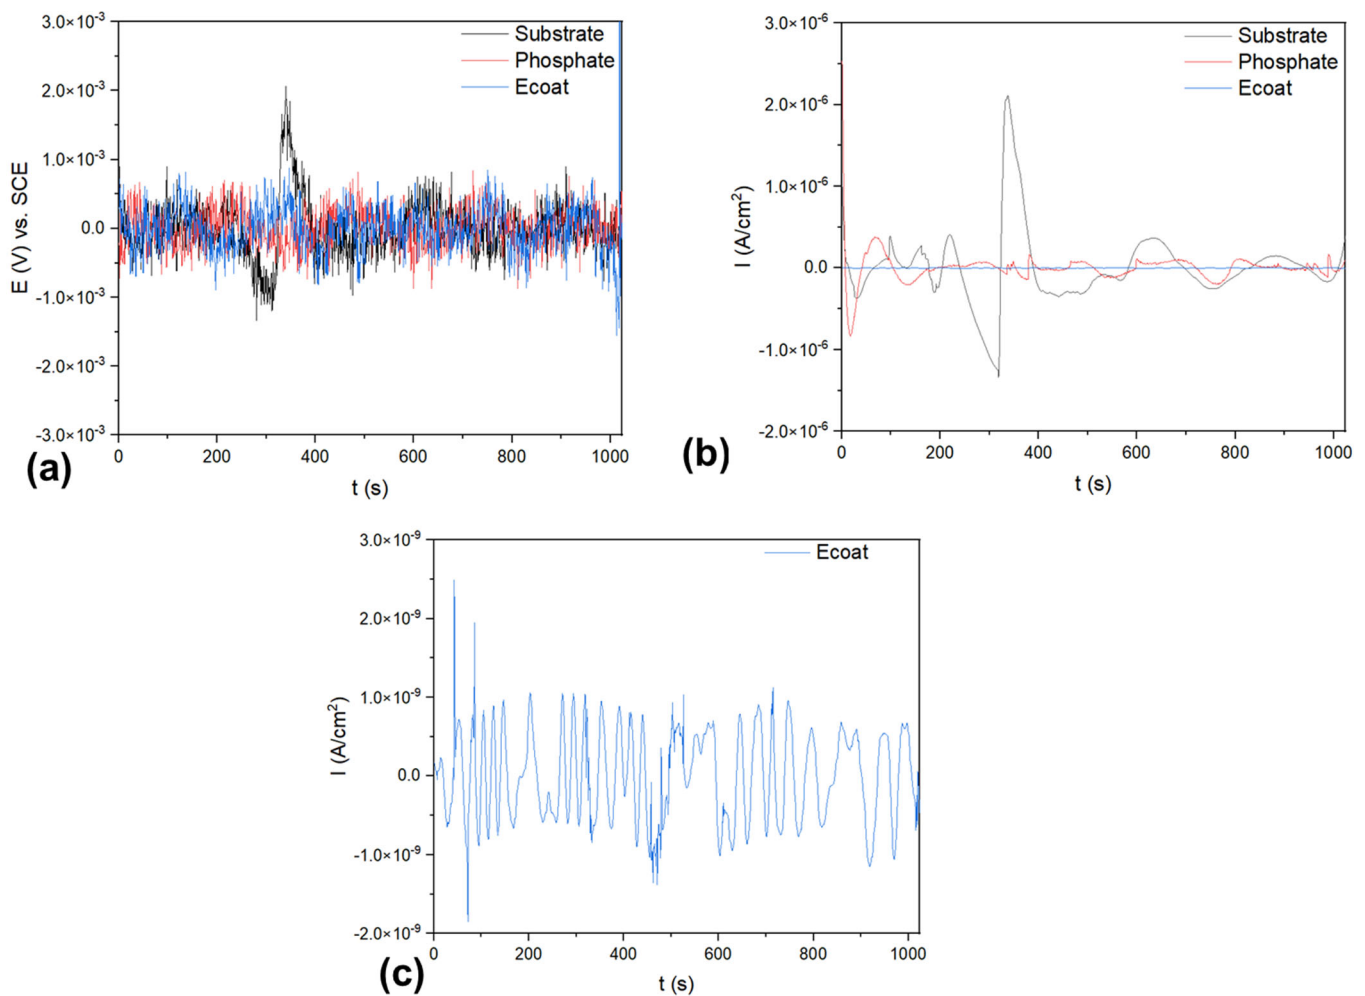 3.0×10⁻³
2.0×10⁻³
1.0×10⁻³
0.0
-1.0×10⁻³
-2.0×10⁻³
-3.0×10⁻³
E (V) vs. SCE
Substrate
Phosphate
Ecoat
0 200 400 600 800 1000
t (s)
(a)
3.0×10⁻⁶
2.0×10⁻⁶
1.0×10⁻⁶
0.0
-1.0×10⁻⁶
-2.0×10⁻⁶
I (A/cm²)
Substrate
Phosphate
Ecoat
0 200 400 600 800 1000
t (s)
(b)
3.0×10⁻⁹
2.0×10⁻⁹
1.0×10⁻⁹
0.0
-1.0×10⁻⁹
-2.0×10⁻⁹
I (A/cm²)
Ecoat
0 200 400 600 800 1000
t (s)
(c)